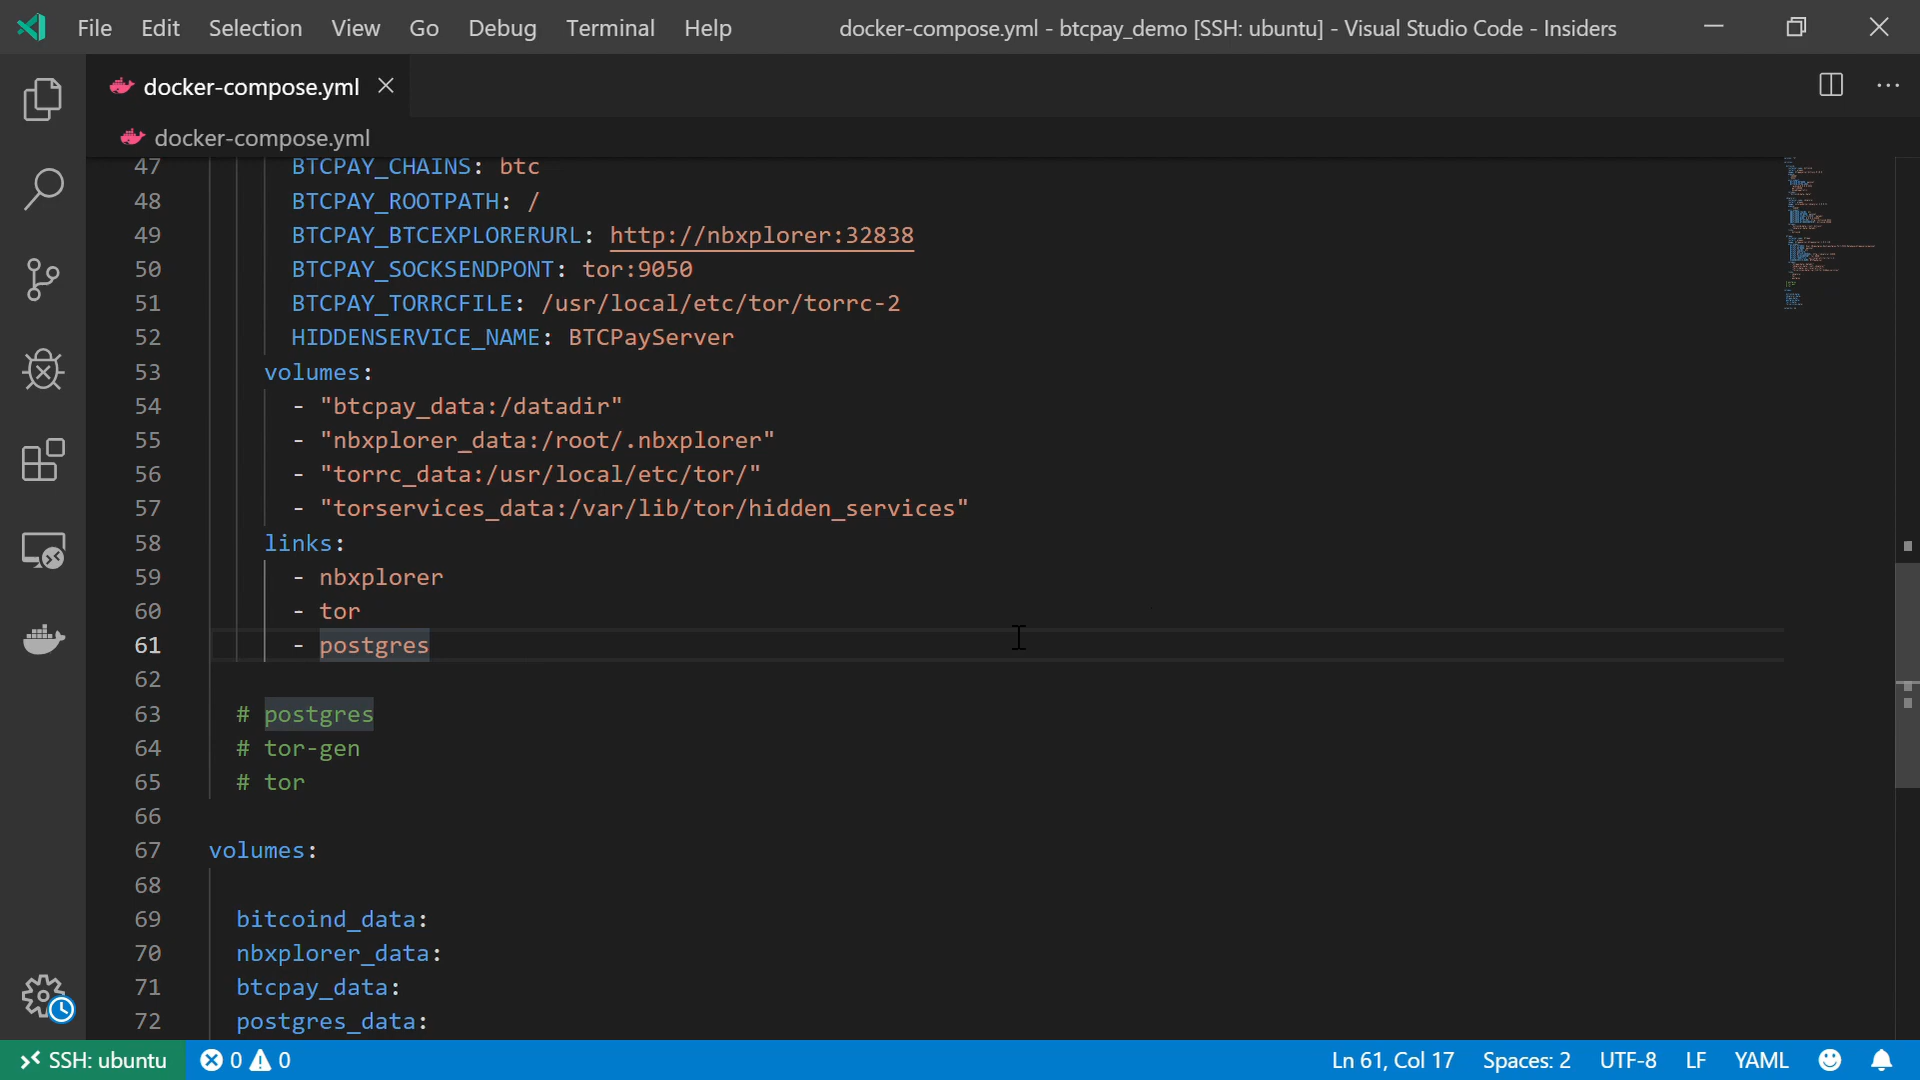 File Edit Selection View Go Debug Terminal Help docker-compose.yml - btcpay_demo [SSH: ubuntu] - Visual Studio Code - Insiders
docker-compose.yml
docker-compose.yml
47 BTCPAY_CHAINS: btc
48 BTCPAY_ROOTPATH: /
49 BTCPAY_BTCEXPLORERURL: http://nbxplorer:32838
50 BTCPAY_SOCKSENDPONT: tor:9050
51 BTCPAY_TORRCFILE: /usr/local/etc/tor/torrc-2
52 HIDDENSERVICE_NAME: BTCPayServer
53 volumes:
54 - "btcpay_data:/datadir"
55 - "nbxplorer_data:/root/.nbxplorer"
56 - "torrc_data:/usr/local/etc/tor/"
57 - "torservices_data:/var/lib/tor/hidden_services"
58 links:
59 - nbxplorer
60 - tor
61 - postgres
62
63 # postgres
64 # tor-gen
65 # tor
66
67 volumes:
68
69 bitcoind_data:
70 nbxplorer_data:
71 btcpay_data:
72 postgres_data:
SSH: ubuntu 0 0 Ln 61, Col 17 Spaces: 2 UTF-8 LF YAML